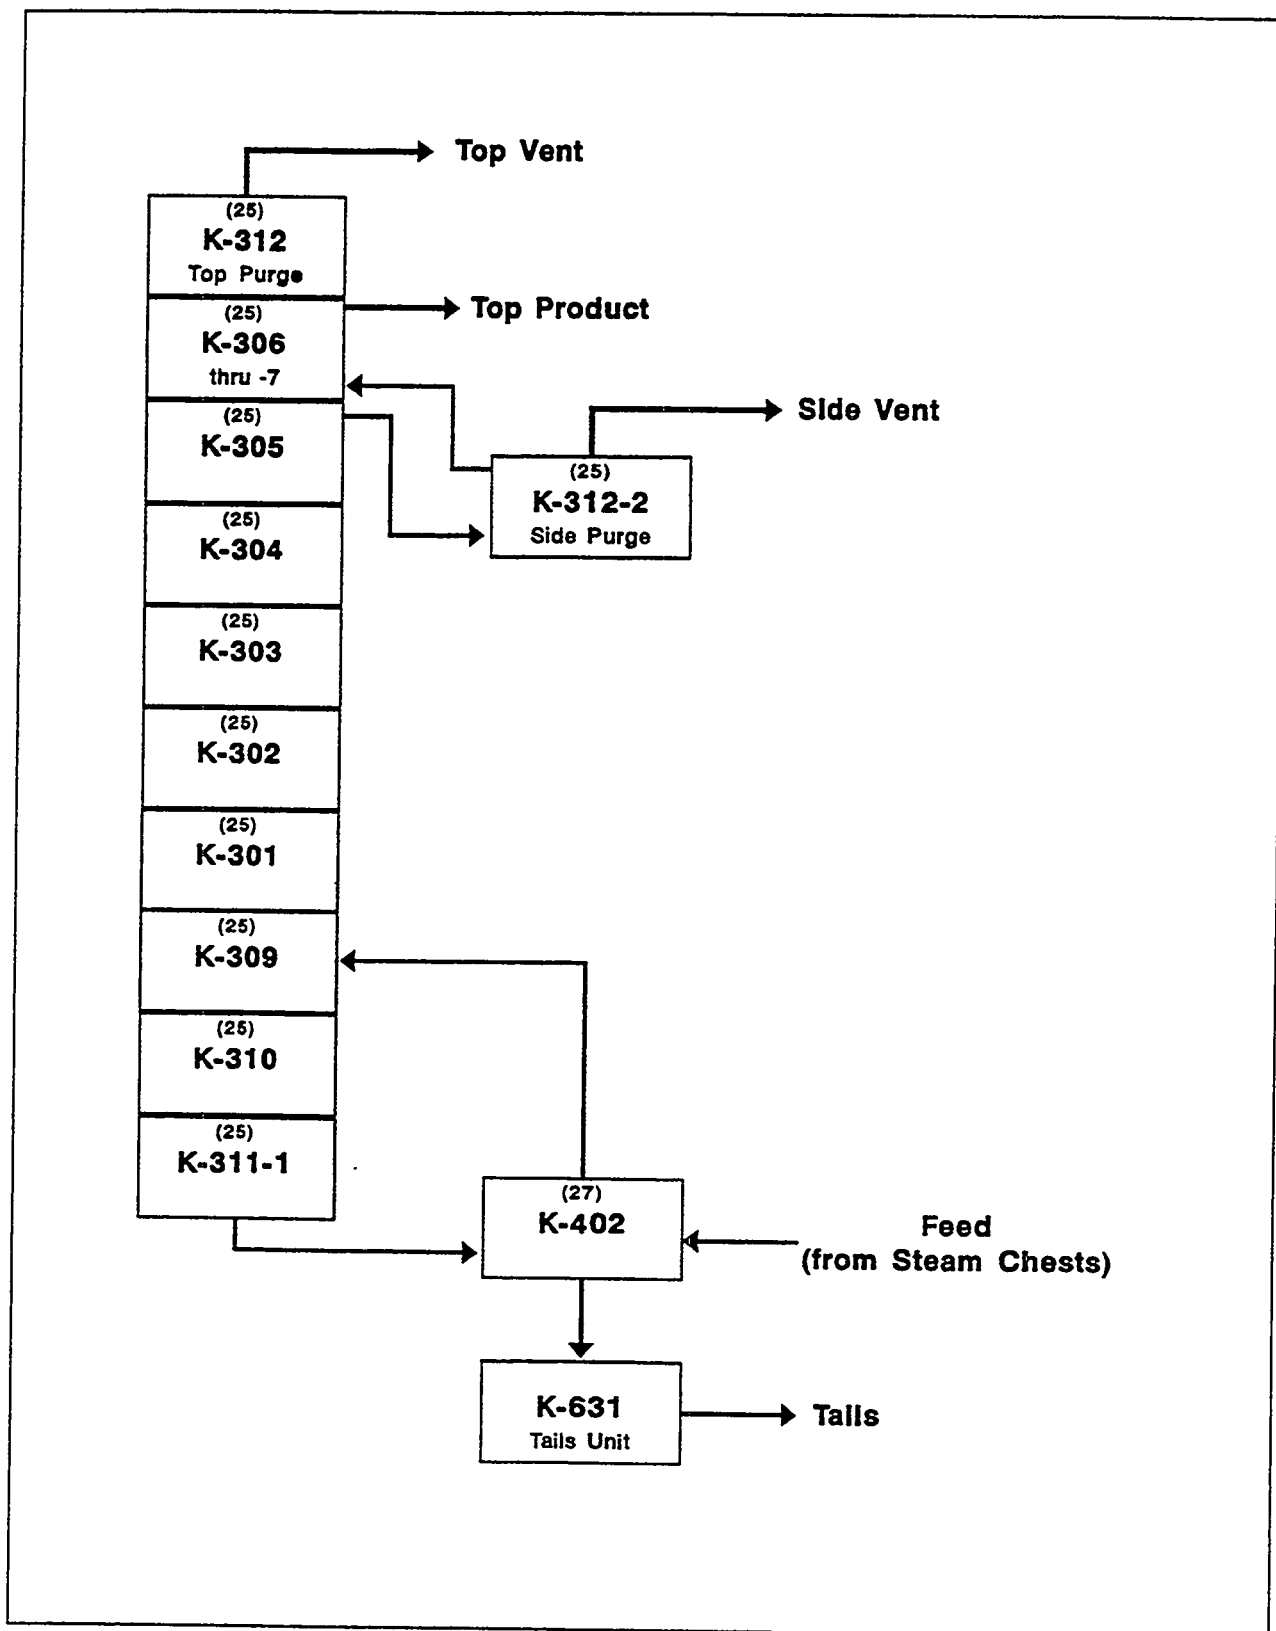 Top Vent
(25)
K-312
Top Purge
(25)
K-306
thru -7
Top Product
(25)
K-305
Side Vent
(25)
K-312-2
Side Purge
(25)
K-304
(25)
K-303
(25)
K-302
(25)
K-301
(25)
K-309
(25)
K-310
(25)
K-311-1
(27)
K-402
Feed
(from Steam Chests)
K-631
Tails Unit
Tails